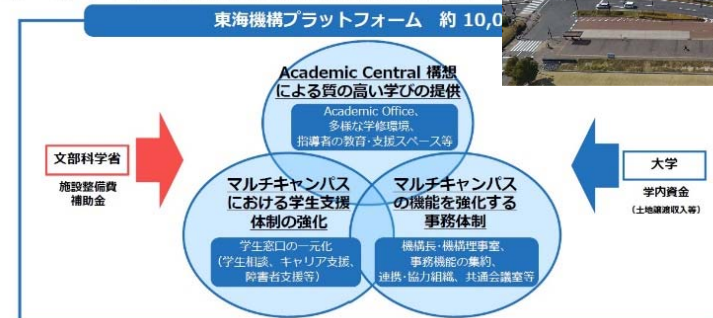 東海機構プラットフォーム 約 10,0
Academic Central 構想
による質の高い学びの提供
Academic Office、
多様な学修環境、
指導者の教育・支援スペース等
文部科学省
施設整備費
補助金
大学
学内資金
（土地譲渡収入等）
マルチキャンパス
における学生支援
体制の強化
学生窓口の一元化
（学生相談、キャリア支援、
障害者支援等）
マルチキャンパス
の機能を強化する
事務体制
機構長・機構理事室、
事務機能の集約、
連携・協力組織、共通会議室等